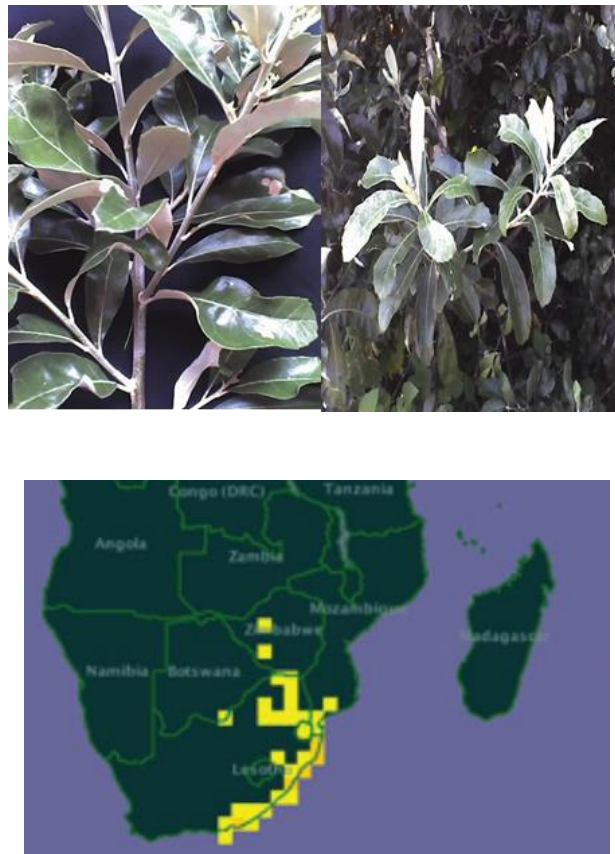 Congo (DRC)
Tanzania
Angola
Zambia
Mozambique
Zimbabwe
Madagascar
Namibia
Botswana
Lesotho